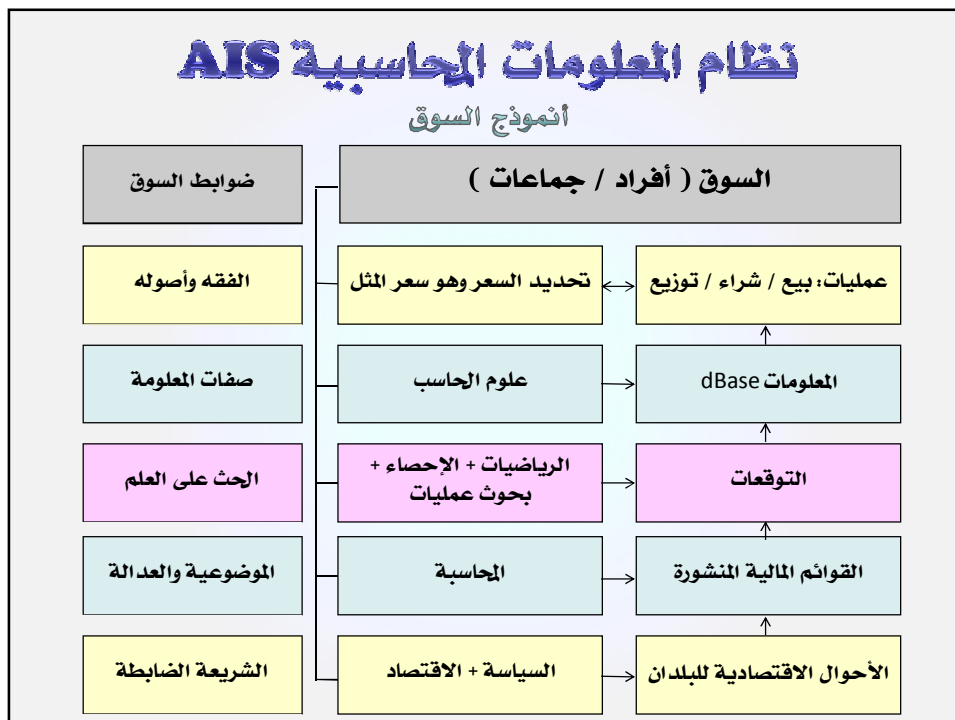 نظام المعلومات المحاسبية AIS
أنموذج السوق
السوق ( أفراد / جماعات )
ضوابط السوق
عمليات: بيع / شراء / توزيع
تحديد السعر وهو سعر المثل
الفقه وأصوله
المعلومات dBase
علوم الحاسب
صفات المعلومة
التوقعات
الرياضيات + الإحصاء +
بحوث عمليات
الحث على العلم
القوائم المالية المنشورة
المحاسبة
الموضوعية والعدالة
الأحوال الاقتصادية للبلدان
السياسة + الاقتصاد
الشريعة الضابطة